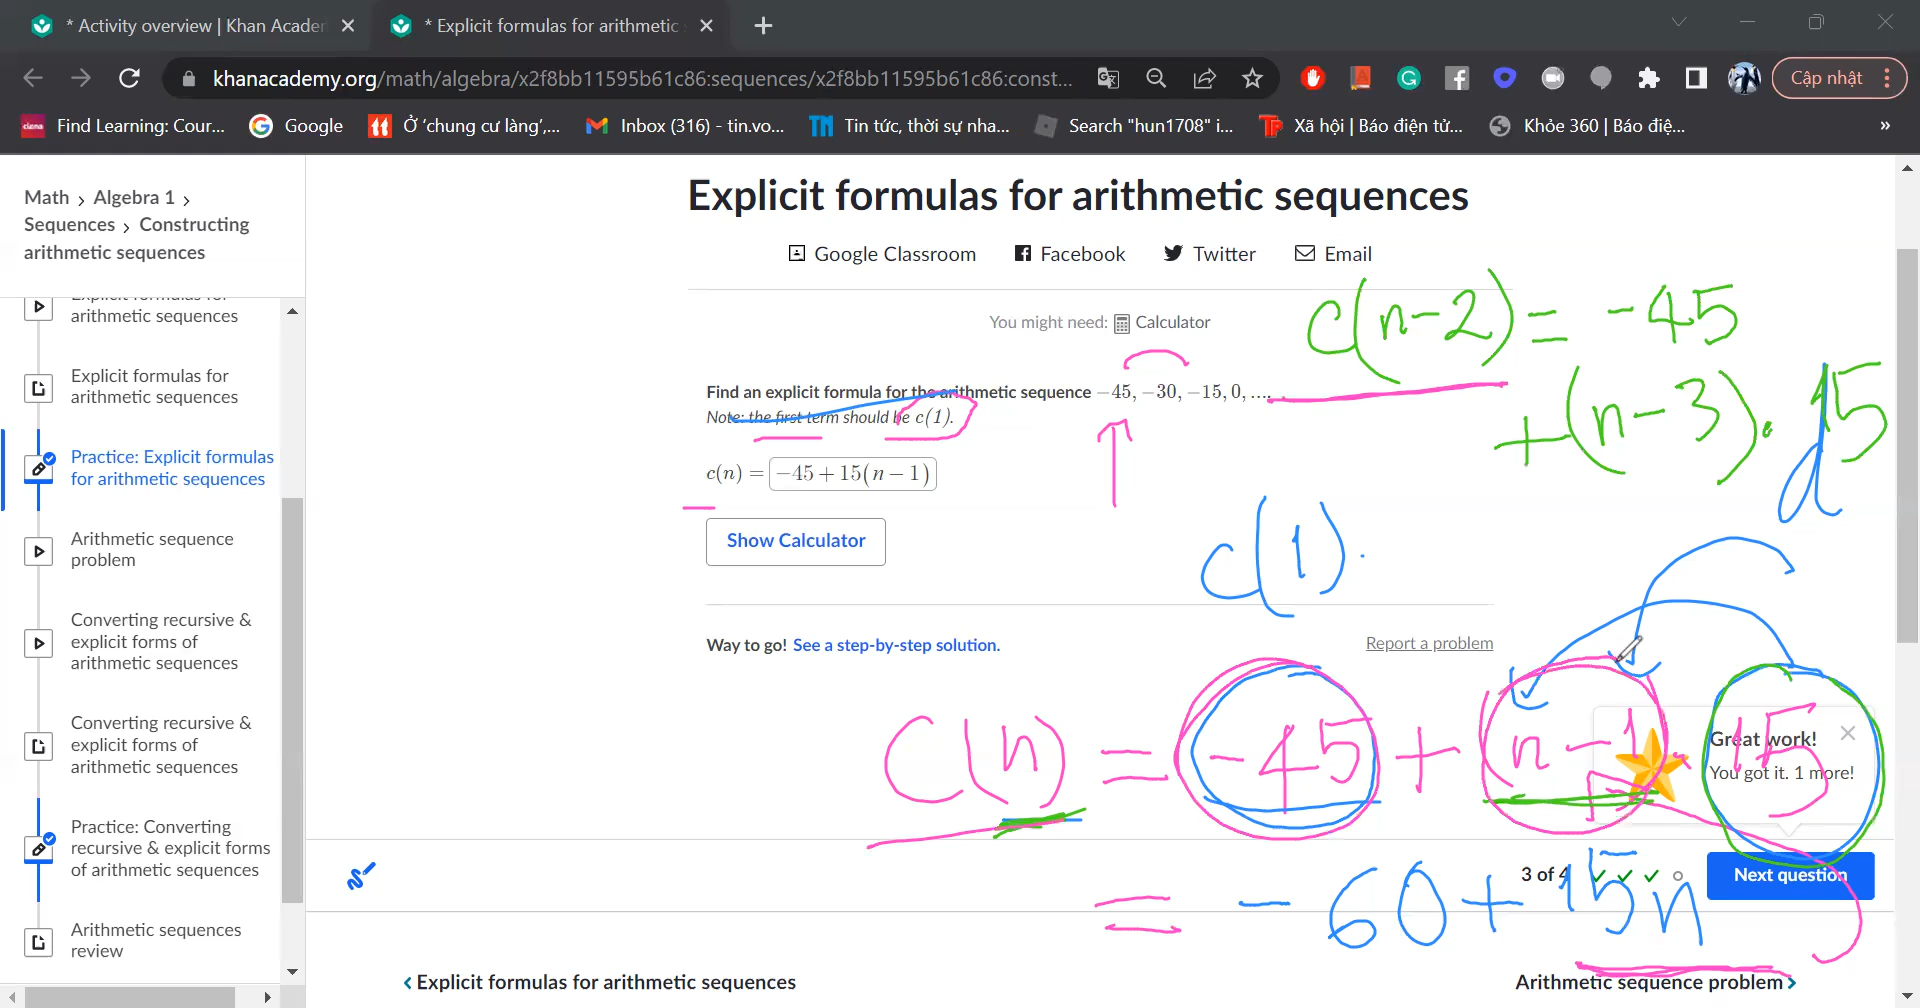 * Activity overview | Khan Acader
* Explicit formulas for arithmetic
khanacademy.org/math/algebra/x2f8bb11595b61c86:sequences/x2f8bb11595b61c86:const...
Cập nhật
Find Learning: Cour...
Google
Ở 'chung cư làng',...
Inbox (316) - tin.vo...
Tin tức, thời sự nha...
Search "hun1708" i...
Xã hội | Báo điện tử...
Khỏe 360 | Báo điệ...
»
Math › Algebra 1 ›
Sequences › Constructing
arithmetic sequences
Explicit formulas for
arithmetic sequences
Explicit formulas for
arithmetic sequences
Practice: Explicit formulas
for arithmetic sequences
Arithmetic sequence
problem
Converting recursive &
explicit forms of
arithmetic sequences
Converting recursive &
explicit forms of
arithmetic sequences
Practice: Converting
recursive & explicit forms
of arithmetic sequences
Arithmetic sequences
review
Explicit formulas for arithmetic sequences
Google Classroom Facebook Twitter Email
You might need: Calculator
c(n-2) = -45
+(n-3).15
d
Find an explicit formula for the arithmetic sequence −45, −30, −15, 0, ....
Note: the first term should be c(1).
c(n) = −45 + 15(n − 1)
Show Calculator
c(1).
Way to go! See a step-by-step solution.
Report a problem
C(n) = -45 + (n-1). 15
Great work!
You got it. 1 more!
= -60 + 15n
3 of 4
Next question
Explicit formulas for arithmetic sequences
Arithmetic sequence problem